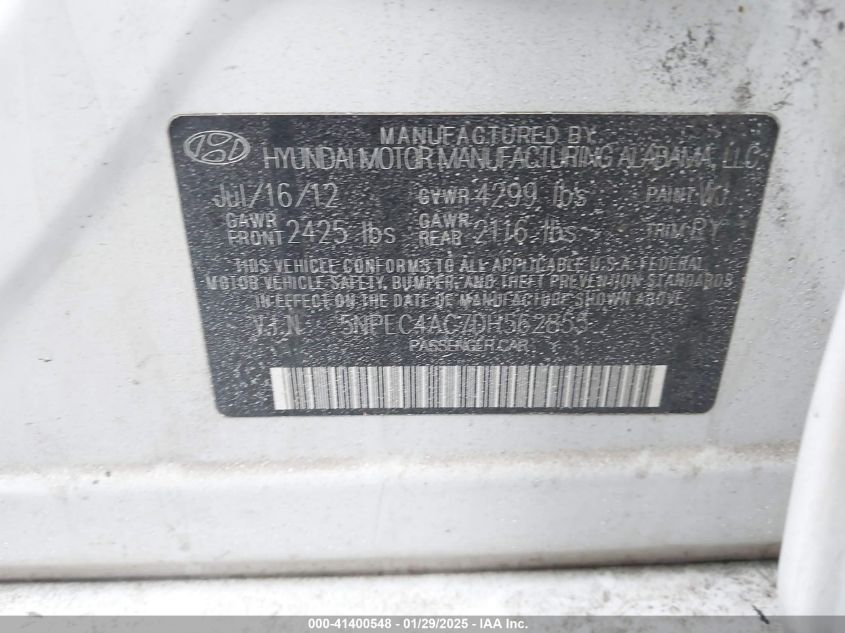 MANUFACTURED BY
HYUNDAI MOTOR MANUFACTURING ALABAMA, LLC
Jul/16/12 GVWR 4299 lbs PAINT: WJ
GAWR FRONT 2425 lbs GAWR REAR 2116 lbs TRIM: RY
THIS VEHICLE CONFORMS TO ALL APPLICABLE U.S.A. FEDERAL
MOTOR VEHICLE SAFETY, BUMPER, AND THEFT PREVENTION STANDARDS
IN EFFECT ON THE DATE OF MANUFACTURE SHOWN ABOVE.
V.I.N. 5NPEC4AC7DH562855
PASSENGER CAR
000-41400548 - 01/29/2025 - IAA Inc.